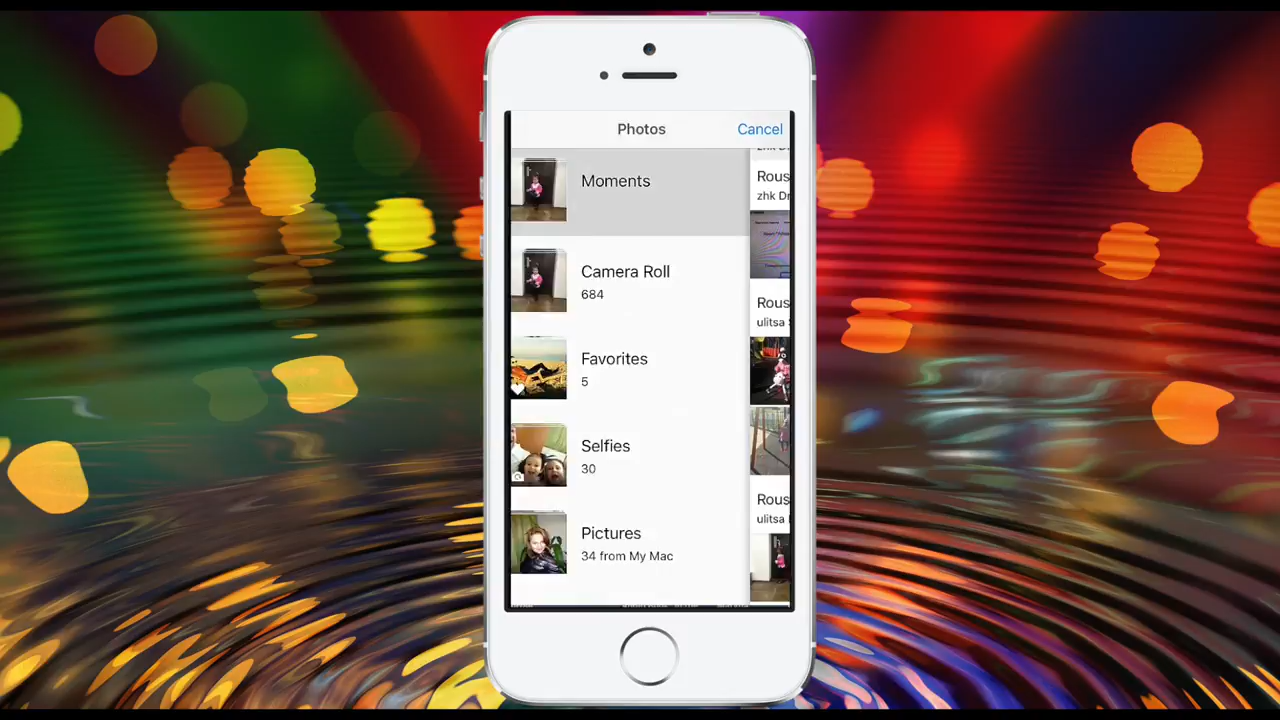 Photos
Cancel
Moments
Camera Roll
684
Favorites
5
Selfies
30
Pictures
34 from My Mac
Rous
zhk Dr
Rous
ulitsa
Rous
ulitsa